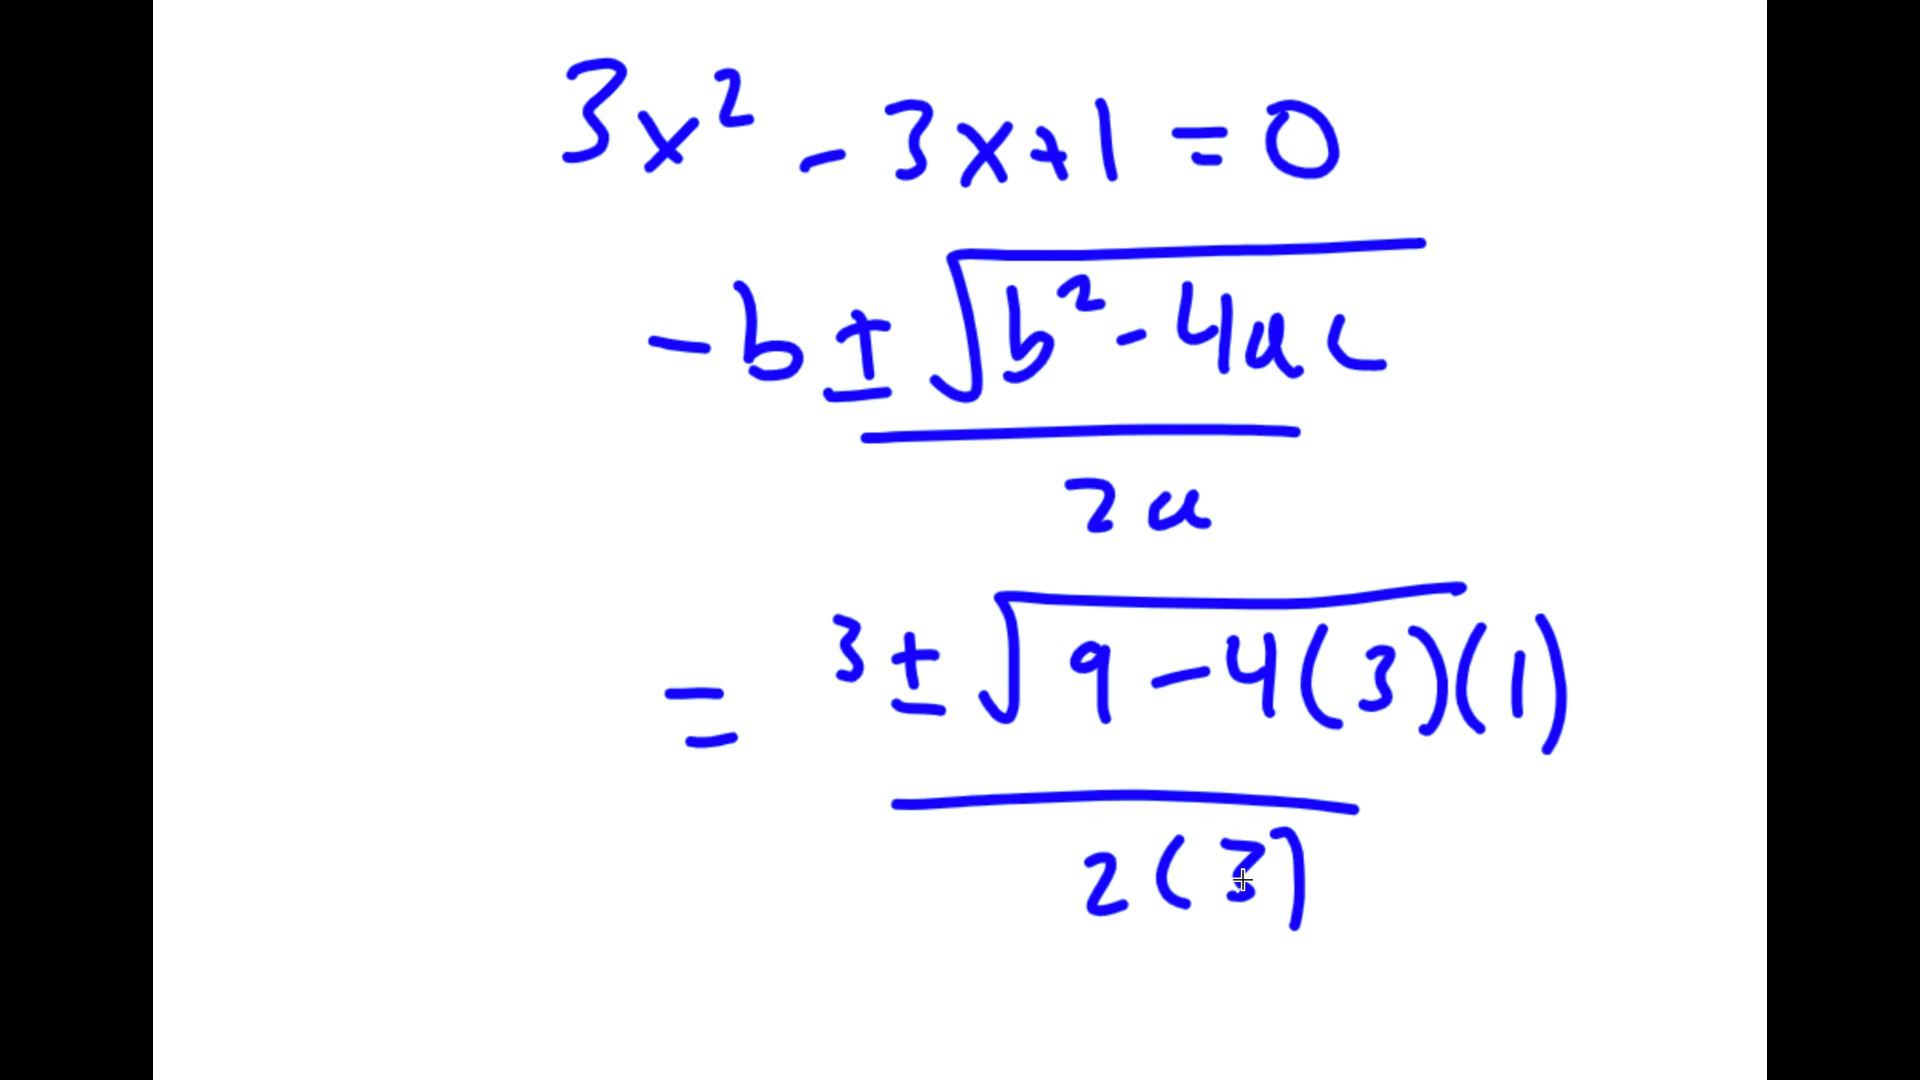 3x² - 3x + 1 = 0
-b ± √(b² - 4ac)
2a
= 3 ± √(9 - 4(3)(1))
2(3)